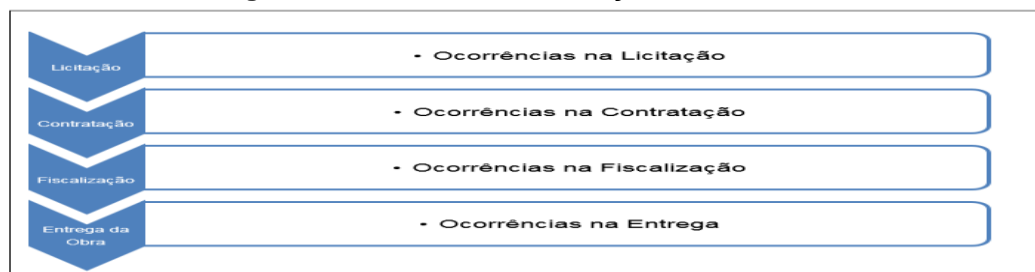 Licitação
• Ocorrências na Licitação
Contratação
• Ocorrências na Contratação
Fiscalização
• Ocorrências na Fiscalização
Entrega da
Obra
• Ocorrências na Entrega